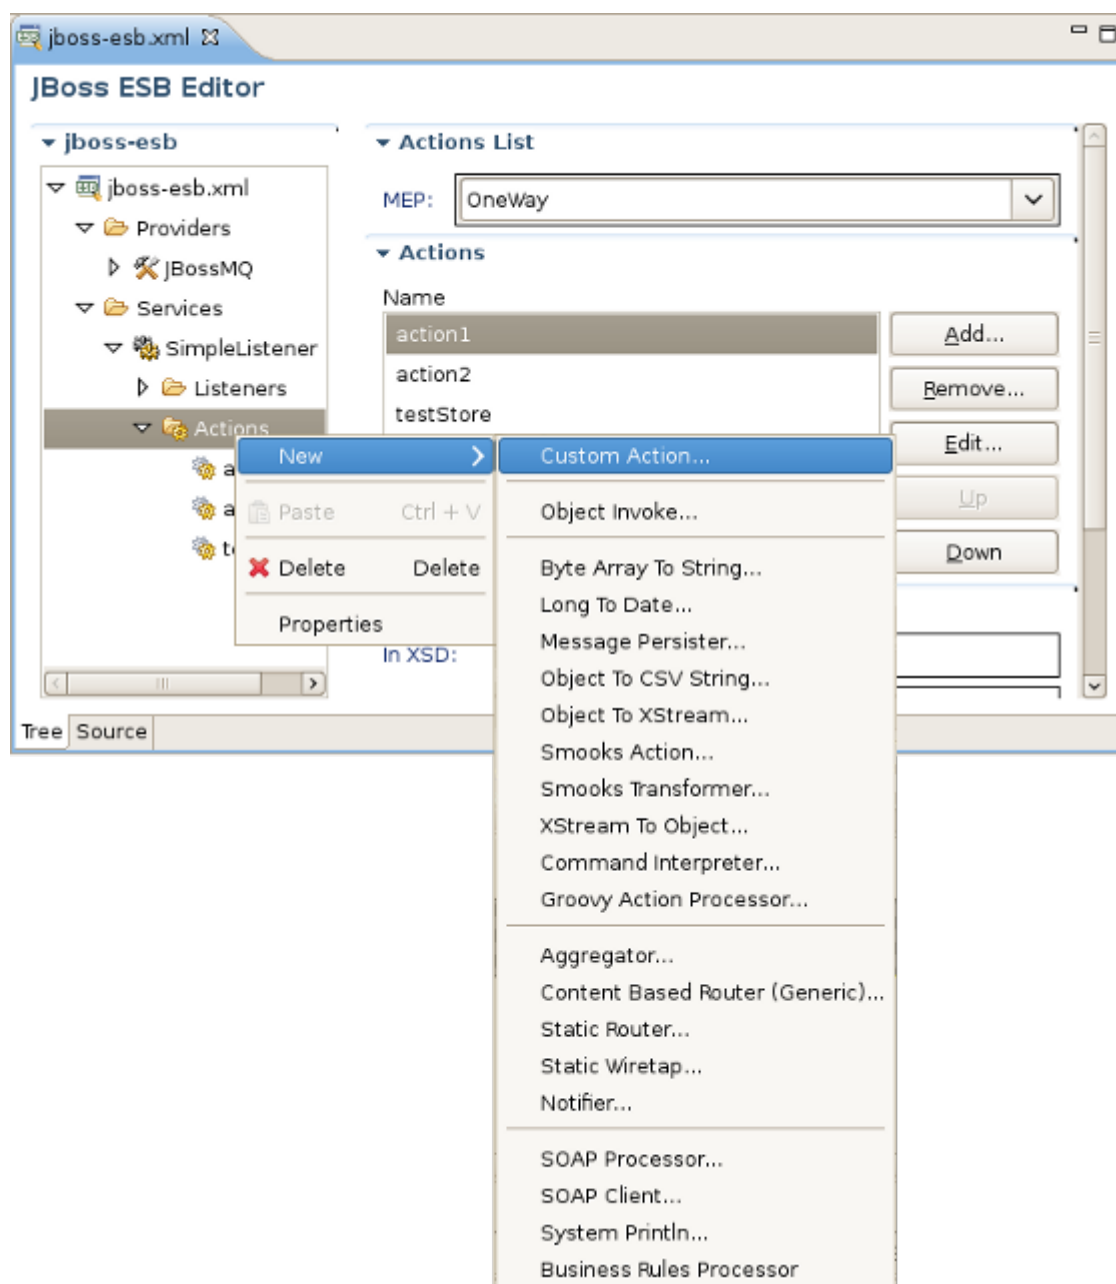 jboss-esb.xml
JBoss ESB Editor
jboss-esb
jboss-esb.xml
Providers
JBossMQ
Services
SimpleListener
Listeners
Actions
a
a
Actions List
MEP: OneWay
Actions
Name
action1
action2
testStore
Add...
Remove...
Edit...
Up
Down
In XSD:
New
Paste Ctrl + V
Delete Delete
Properties
Custom Action...
Object Invoke...
Byte Array To String...
Long To Date...
Message Persister...
Object To CSV String...
Object To XStream...
Smooks Action...
Smooks Transformer...
XStream To Object...
Command Interpreter...
Groovy Action Processor...
Aggregator...
Content Based Router (Generic)...
Static Router...
Static Wiretap...
Notifier...
SOAP Processor...
SOAP Client...
System Println...
Business Rules Processor
Tree Source